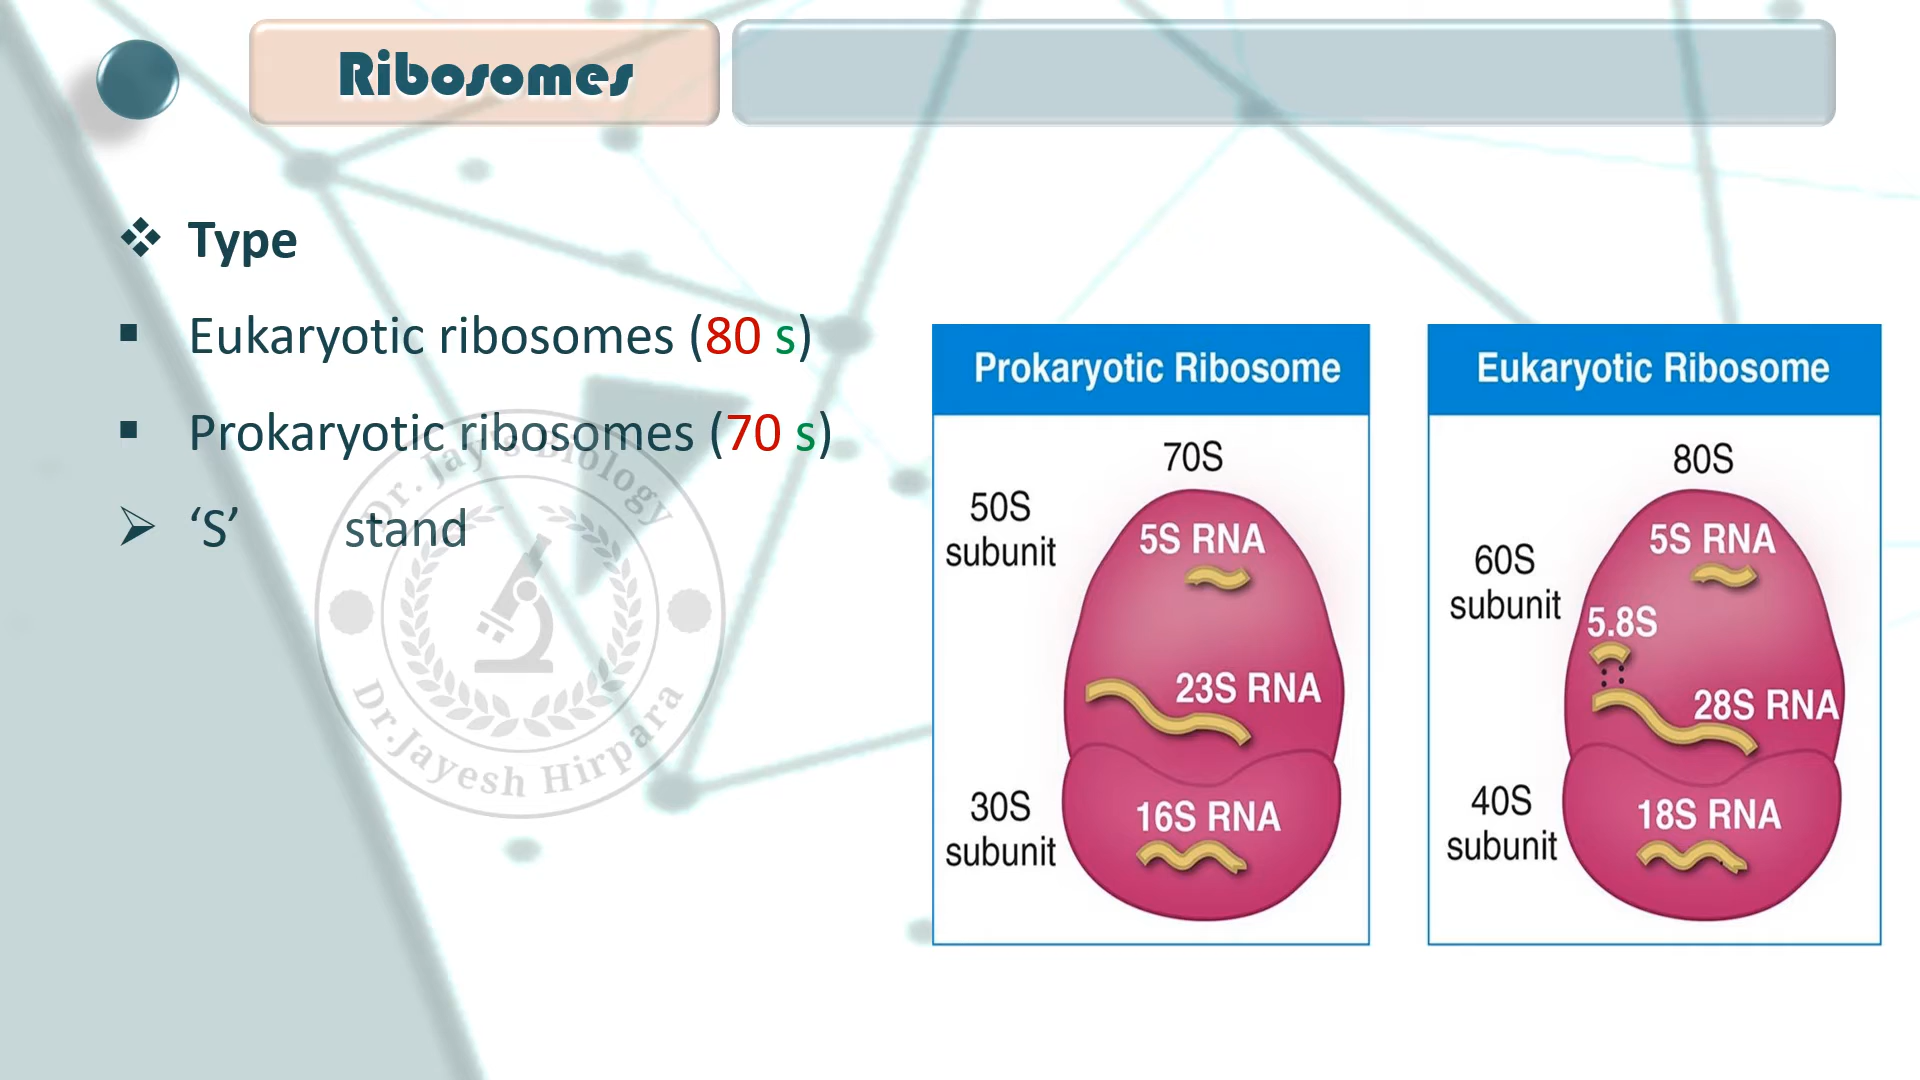 Ribosomes
Type
Eukaryotic ribosomes (80 s)
Prokaryotic ribosomes (70 s)
‘S’ stand
Dr. Jay's Biology
Dr.Jayesh Hirpara
Prokaryotic Ribosome
70S
50S
subunit
5S RNA
23S RNA
30S
subunit
16S RNA
Eukaryotic Ribosome
80S
60S
subunit
5S RNA
5.8S
28S RNA
40S
subunit
18S RNA